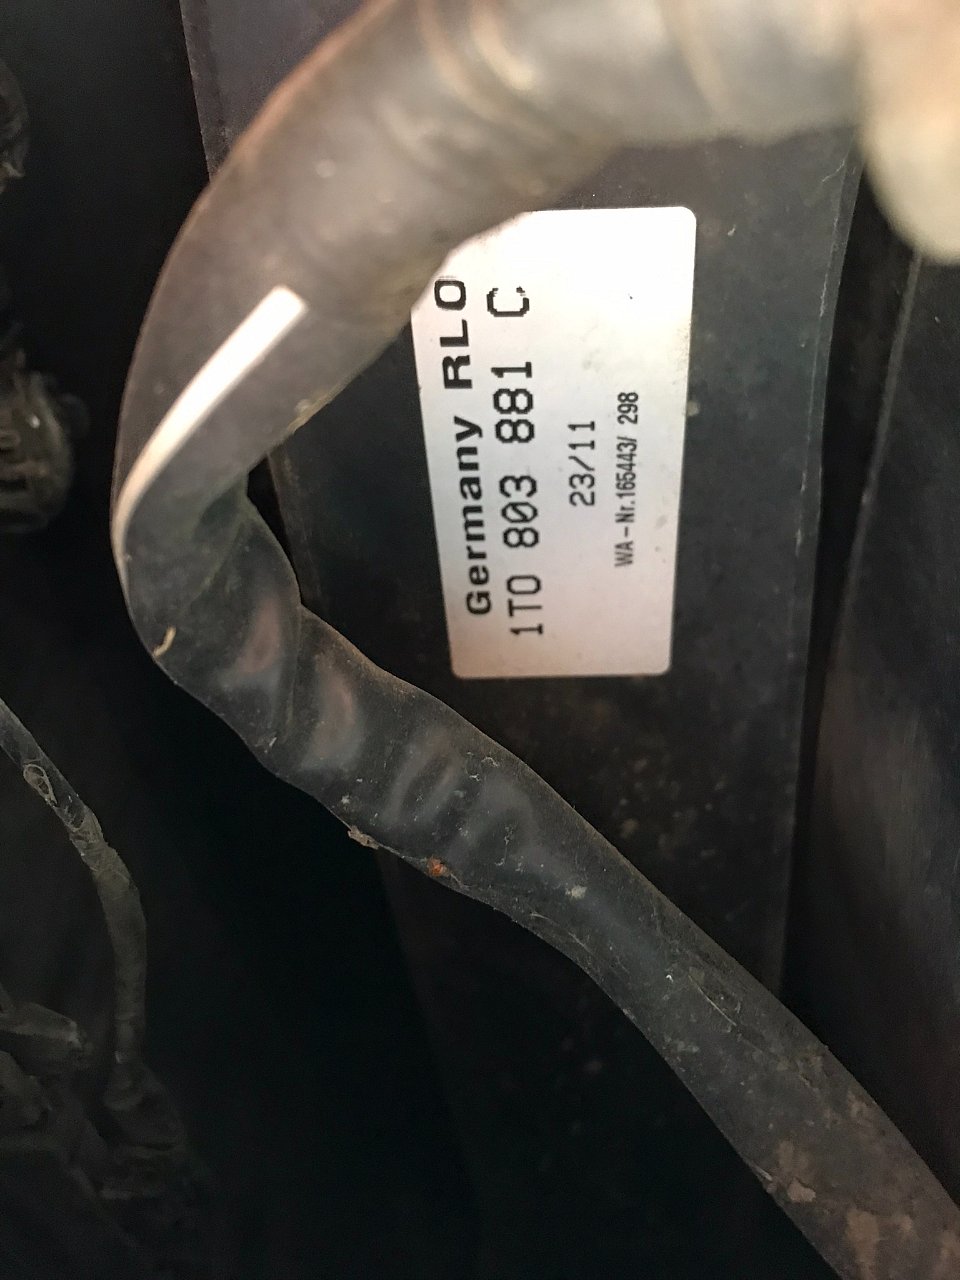 Germany RLO
1T0 803 881 C
23/11
WA-Nr.165443/ 298